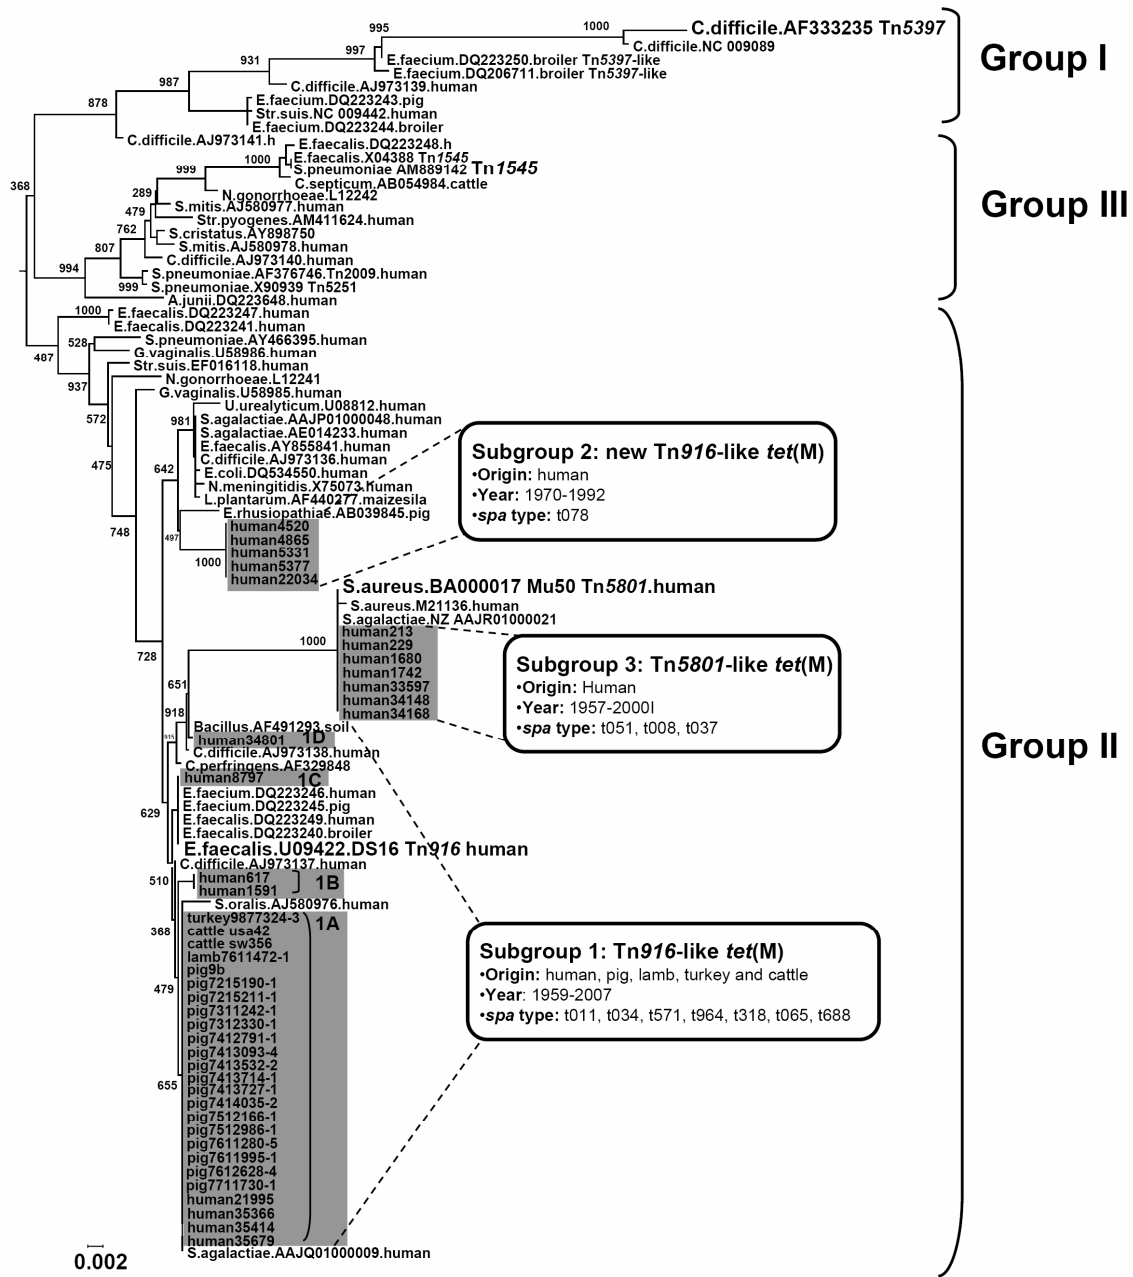 1000
995
C.difficile.AF333235 Tn5397
C.difficile.NC 009089
997
E.faecium.DQ223250.broiler Tn5397-like
931
E.faecium.DQ206711.broiler Tn5397-like
987
C.difficile.AJ973139.human
878
E.faecium.DQ223243.pig
Str.suis.NC 009442.human
E.faecium.DQ223244.broiler
C.difficile.AJ973141.h
Group I
E.faecalis.DQ223248.h
1000
E.faecalis.X04388 Tn1545
999
S.pneumoniae AM889142 Tn1545
C.septicum.AB054984.cattle
368
289
N.gonorrhoeae.L12242
S.mitis.AJ580977.human
479
Str.pyogenes.AM411624.human
762
S.cristatus.AY898750
807
S.mitis.AJ580978.human
C.difficile.AJ973140.human
994
S.pneumoniae.AF376746.Tn2009.human
999
S.pneumoniae.X90939 Tn5251
A.junii.DQ223648.human
Group III
1000
E.faecalis.DQ223247.human
E.faecalis.DQ223241.human
528
S.pneumoniae.AY466395.human
487
G.vaginalis.U58986.human
Str.suis.EF016118.human
937
N.gonorrhoeae.L12241
G.vaginalis.U58985.human
572
U.urealyticum.U08812.human
981
S.agalactiae.AAJP01000048.human
S.agalactiae.AE014233.human
E.faecalis.AY855841.human
475
642
C.difficile.AJ973136.human
E.coli.DQ534550.human
N.meningitidis.X75073.human
L.plantarum.AF440277.maizesila
E.rhusiopathiae.AB039845.pig
748
497
human4520
human4865
human5331
1000
human5377
human22034
Subgroup 2: new Tn916-like tet(M)
•Origin: human
•Year: 1970-1992
•spa type: t078
S.aureus.BA000017 Mu50 Tn5801.human
S.aureus.M21136.human
S.agalactiae.NZ AAJR01000021
728
1000
human213
human229
human1680
human1742
human33597
human34148
human34168
Subgroup 3: Tn5801-like tet(M)
•Origin: Human
•Year: 1957-2000I
•spa type: t051, t008, t037
651
918
915
Bacillus.AF491293.soil
human34801 1D
C.difficile.AJ973138.human
C.perfringens.AF329848
human8797 1C
Group II
629
E.faecium.DQ223246.human
E.faecium.DQ223245.pig
E.faecalis.DQ223249.human
E.faecalis.DQ223240.broiler
E.faecalis.U09422.DS16 Tn916 human
C.difficile.AJ973137.human
510
human617
human1591
1B
S.oralis.AJ580976.human
368
turkey9877324-3
1A
cattle usa42
cattle sw356
lamb7611472-1
pig9b
479
pig7215190-1
pig7215211-1
pig7311242-1
pig7312330-1
pig7412791-1
pig7413093-4
pig7413532-2
655
pig7413714-1
pig7413727-1
pig7414035-2
pig7512166-1
pig7512986-1
pig7611280-5
pig7611995-1
pig7612628-4
pig7711730-1
human21995
human35366
human35414
human35679
S.agalactiae.AAJQ01000009.human
Subgroup 1: Tn916-like tet(M)
•Origin: human, pig, lamb, turkey and cattle
•Year: 1959-2007
•spa type: t011, t034, t571, t964, t318, t065, t688
0.002